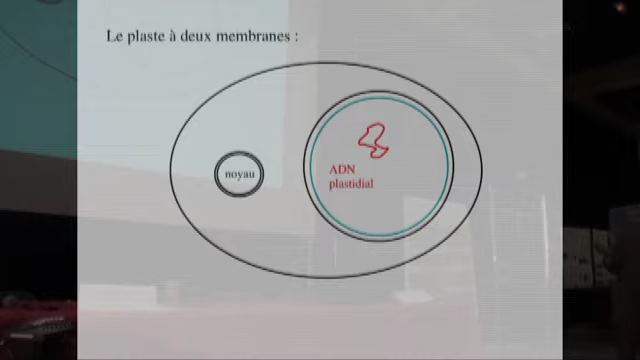 Le plaste à deux membranes :
noyau
ADN
plastidial